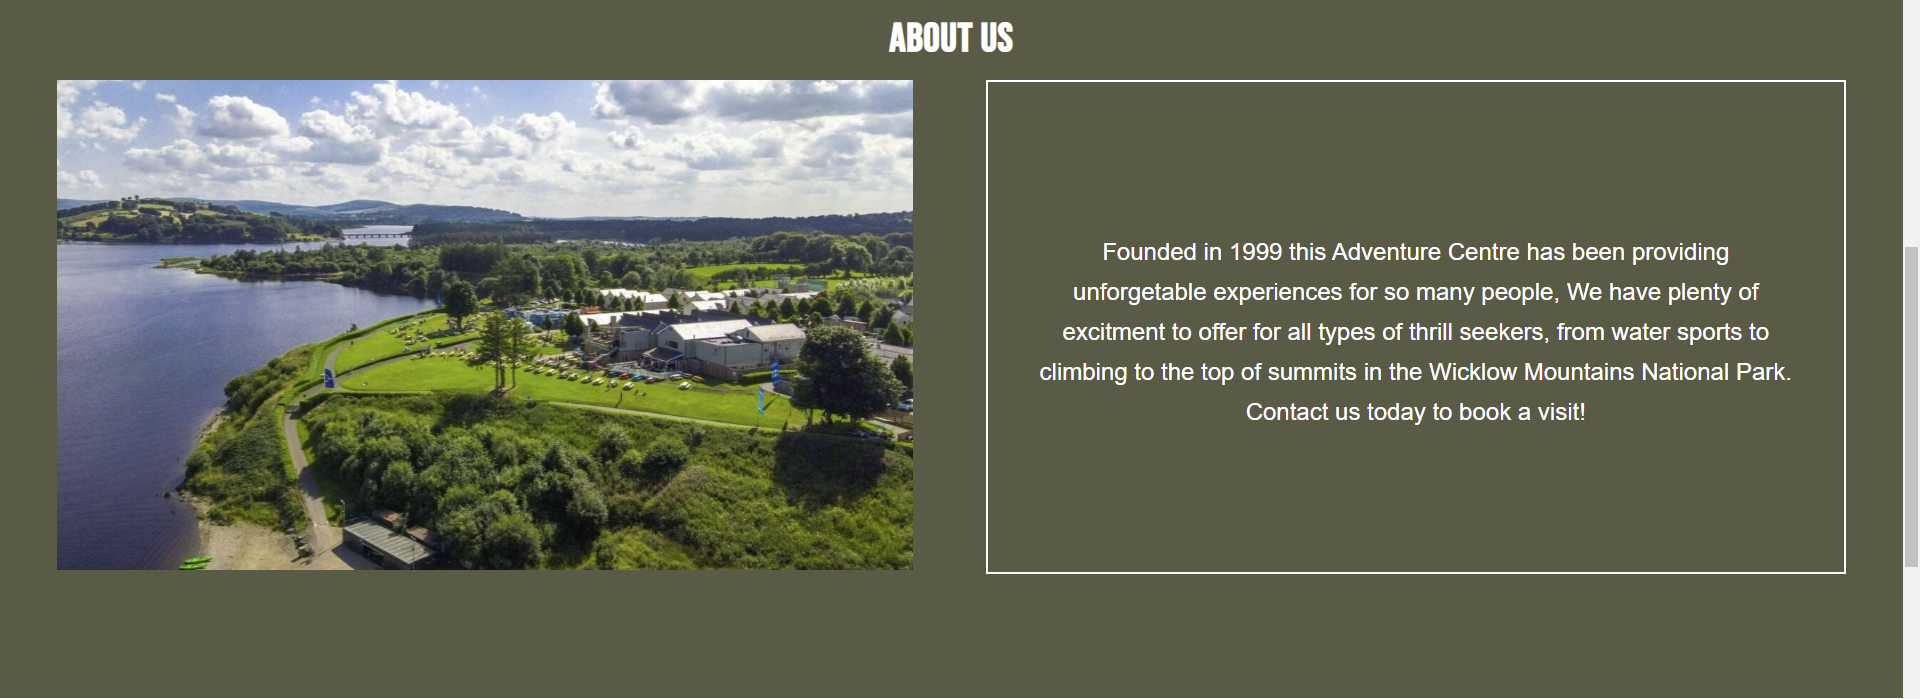 ABOUT US
Founded in 1999 this Adventure Centre has been providing
unforgetable experiences for so many people, We have plenty of
excitment to offer for all types of thrill seekers, from water sports to
climbing to the top of summits in the Wicklow Mountains National Park.
Contact us today to book a visit!